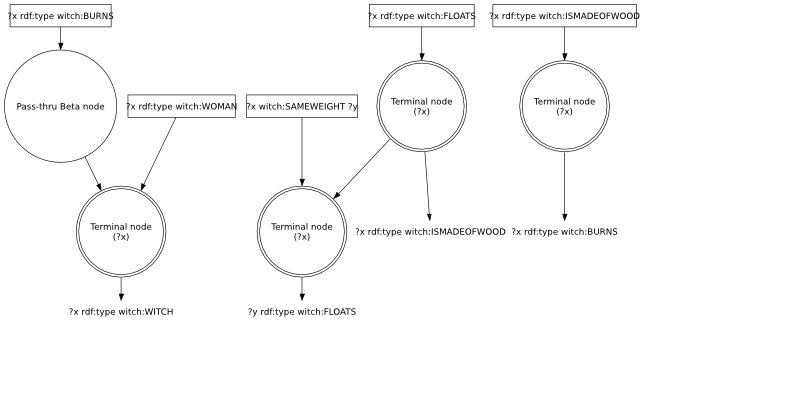 ?x rdf:type witch:BURNS
?x rdf:type witch:FLOATS
?x rdf:type witch:ISMADEOFWOOD
Pass-thru Beta node
?x rdf:type witch:WOMAN
?x witch:SAMEWEIGHT ?y
Terminal node
(?x)
Terminal node
(?x)
Terminal node
(?x)
Terminal node
(?x)
?x rdf:type witch:ISMADEOFWOOD
?x rdf:type witch:BURNS
?x rdf:type witch:WITCH
?y rdf:type witch:FLOATS